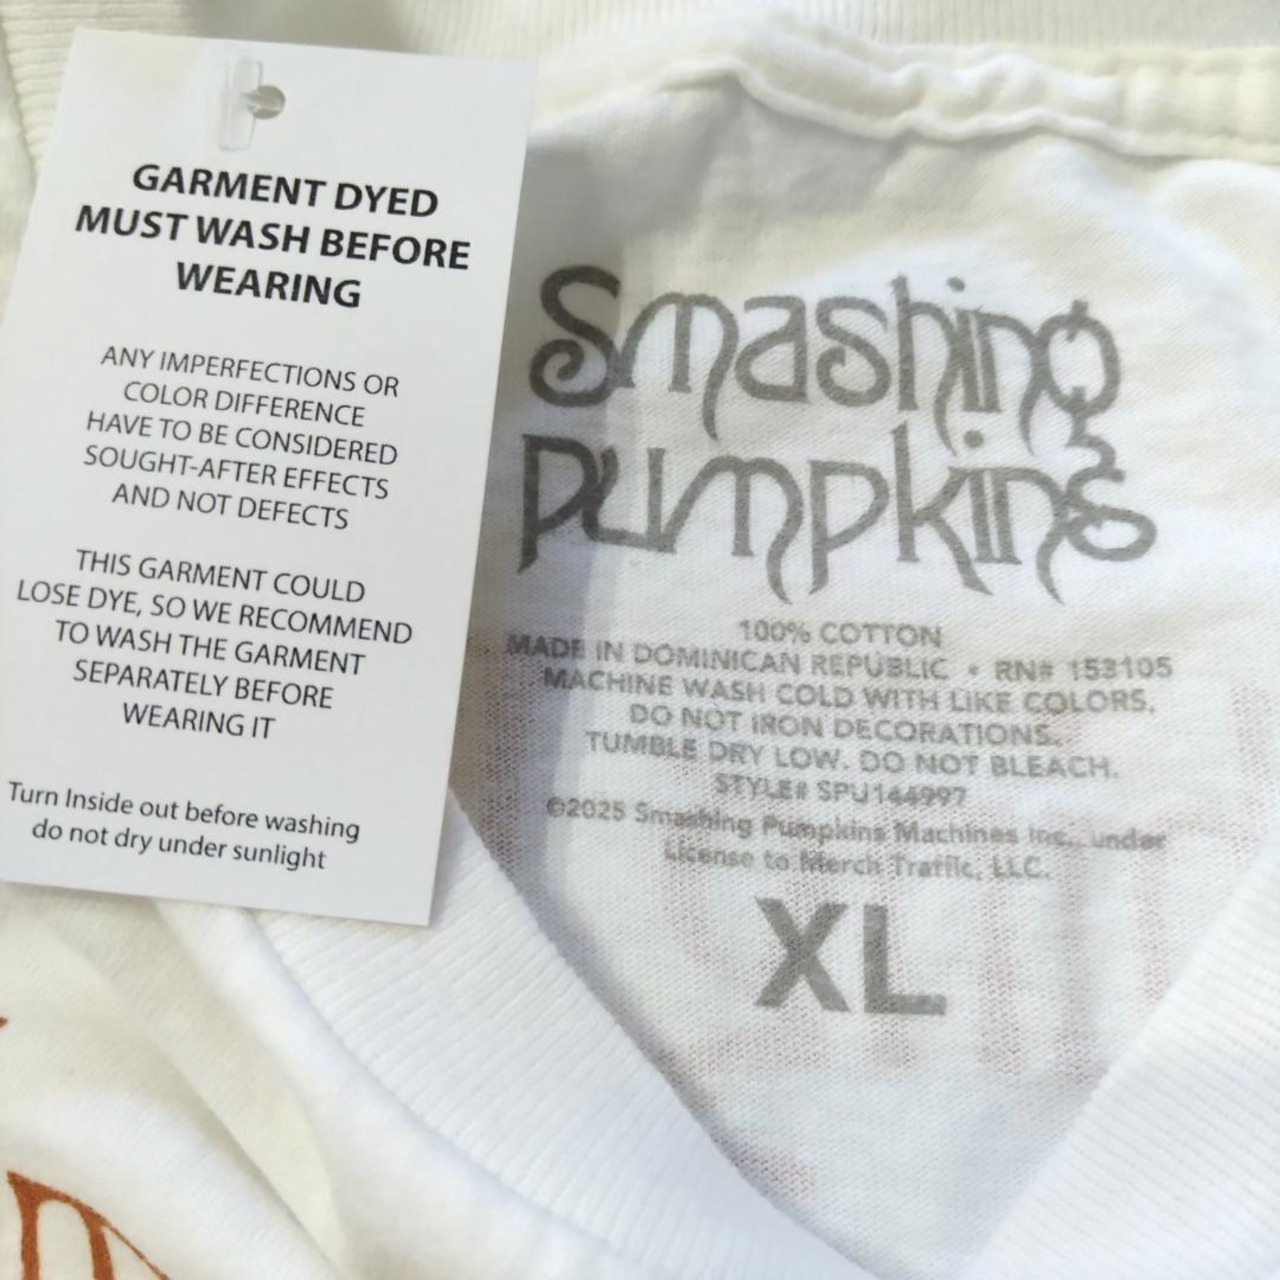 GARMENT DYED
MUST WASH BEFORE
WEARING
ANY IMPERFECTIONS OR
COLOR DIFFERENCE
HAVE TO BE CONSIDERED
SOUGHT-AFTER EFFECTS
AND NOT DEFECTS
THIS GARMENT COULD
LOSE DYE, SO WE RECOMMEND
TO WASH THE GARMENT
SEPARATELY BEFORE
WEARING IT
Turn Inside out before washing
do not dry under sunlight
Smashing
Pumpkins
100% COTTON
MADE IN DOMINICAN REPUBLIC • RN# 153105
MACHINE WASH COLD WITH LIKE COLORS.
DO NOT IRON DECORATIONS.
TUMBLE DRY LOW. DO NOT BLEACH.
STYLE# SPU144997
©2025 Smashing Pumpkins Machines Inc., under
License to Merch Traffic, LLC.
XL